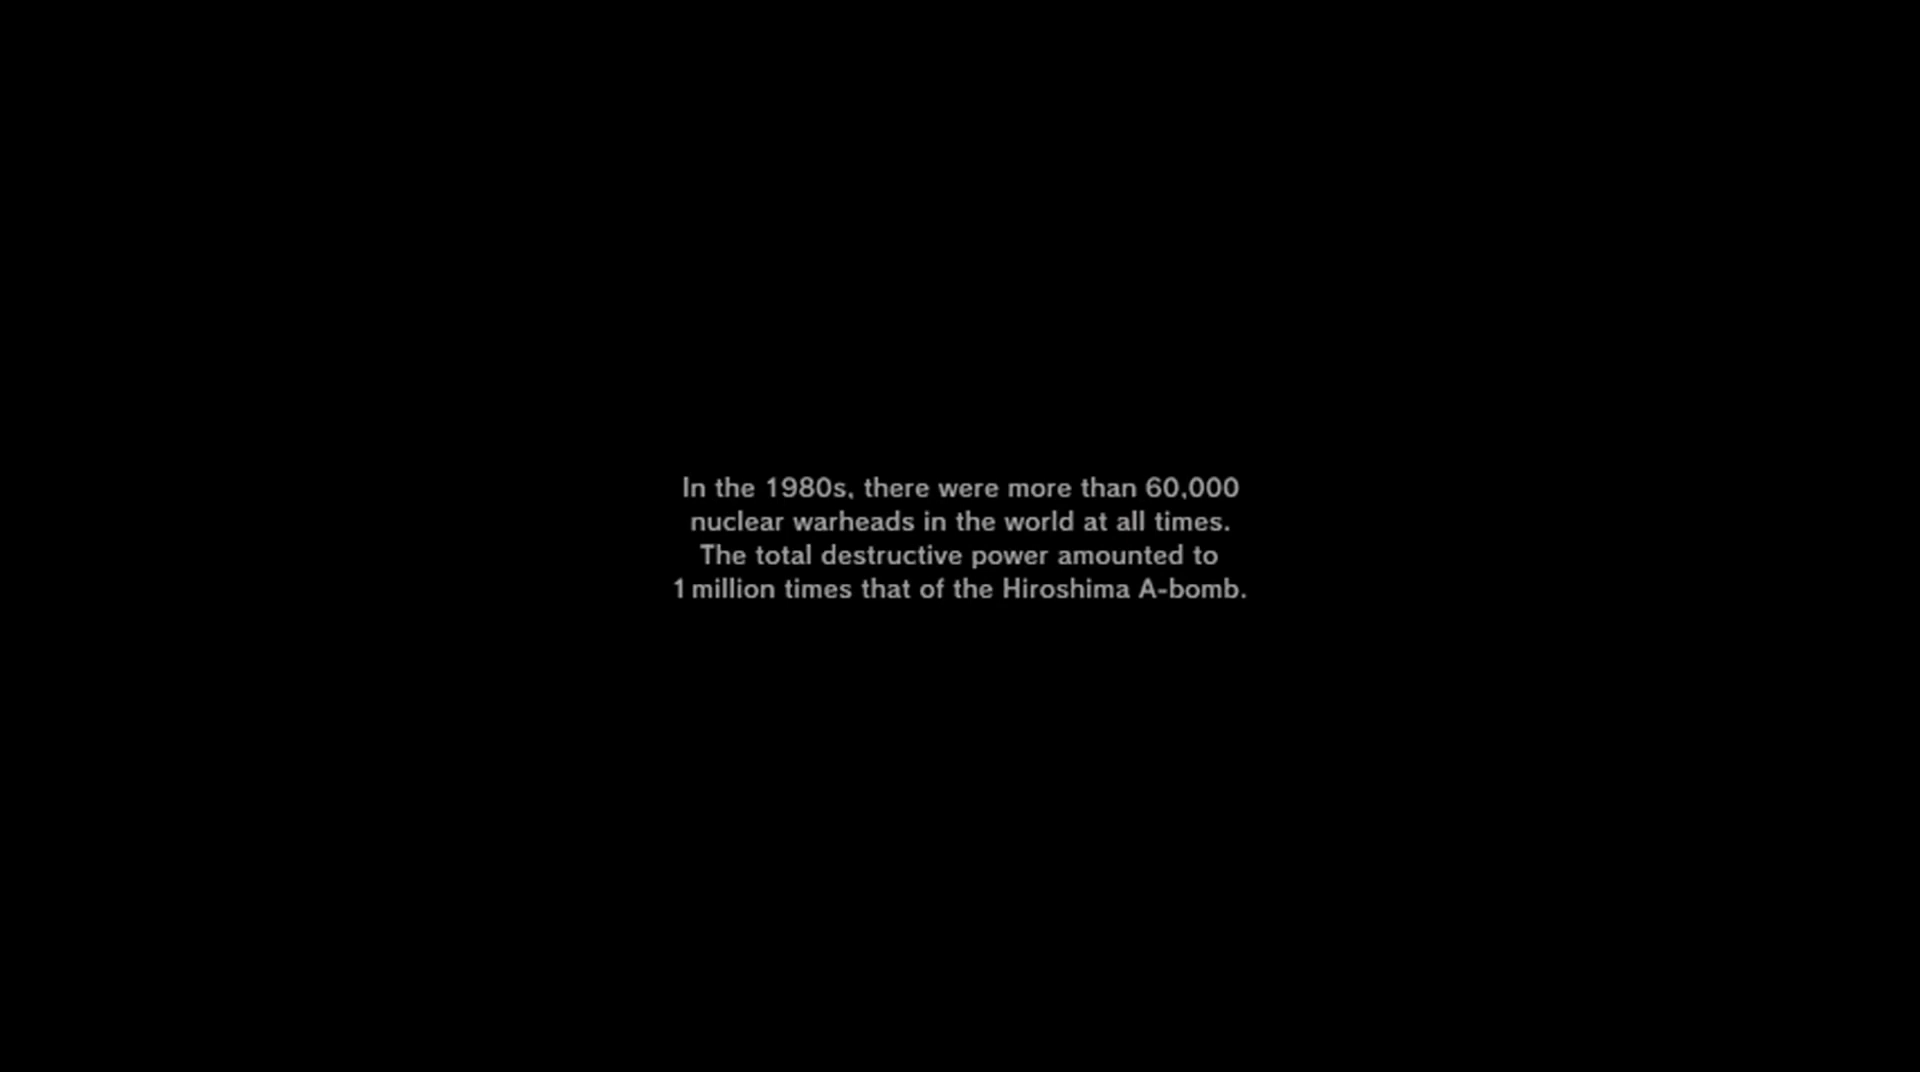 In the 1980s, there were more than 60,000
nuclear warheads in the world at all times.
The total destructive power amounted to
1 million times that of the Hiroshima A-bomb.